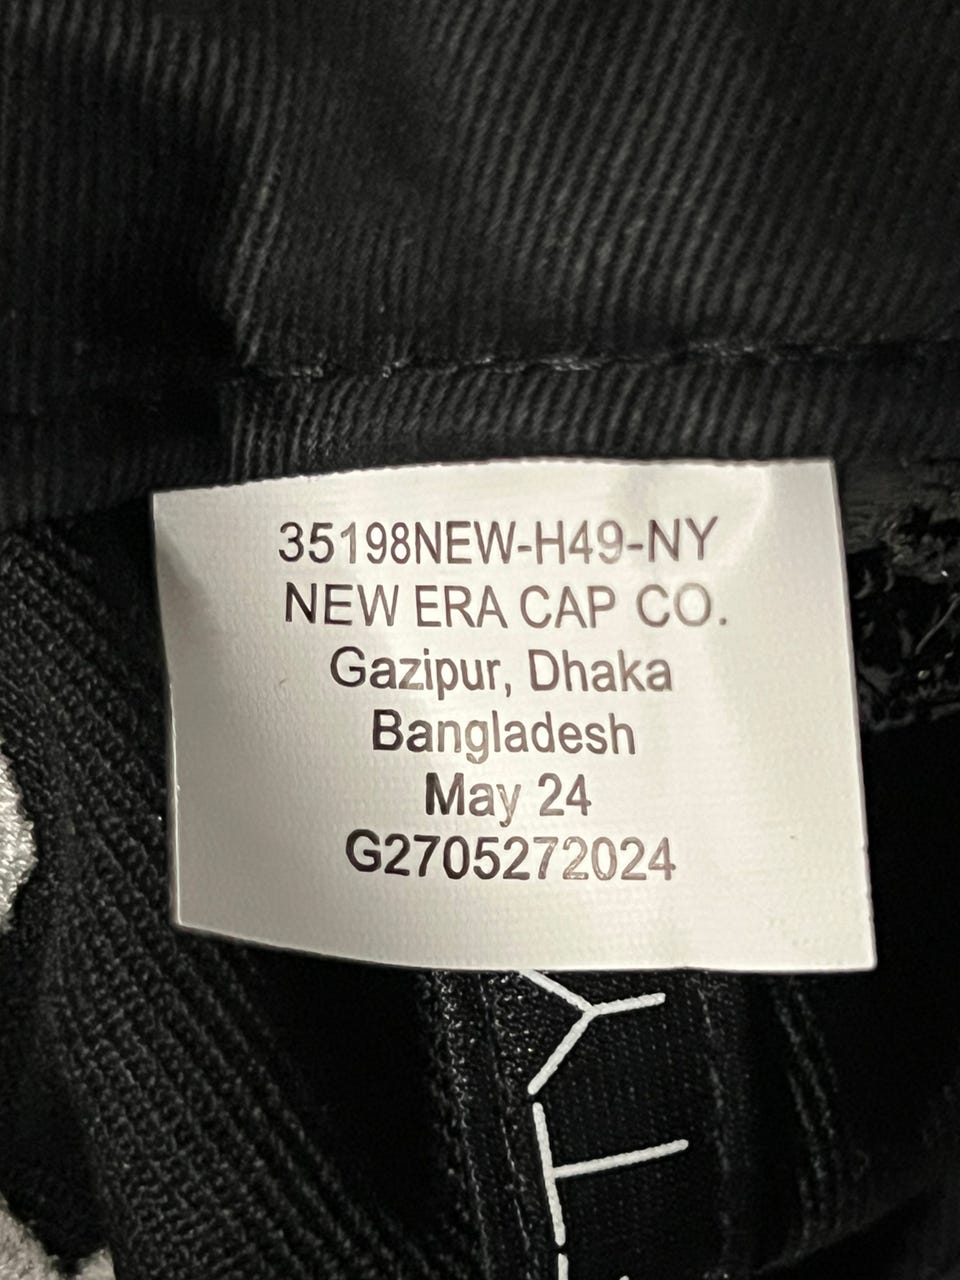 35198NEW-H49-NY
NEW ERA CAP CO.
Gazipur, Dhaka
Bangladesh
May 24
G2705272024
Y
T